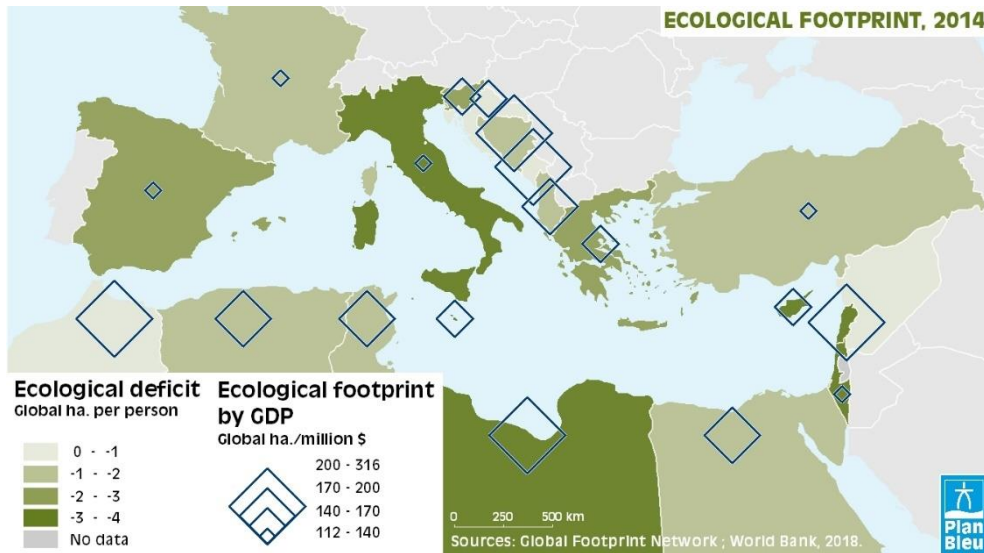 ECOLOGICAL FOOTPRINT, 2014
Ecological deficit
Global ha. per person
0 - -1
-1 - -2
-2 - -3
-3 - -4
No data
Ecological footprint
by GDP
Global ha./million $
200 - 316
170 - 200
140 - 170
112 - 140
0 500 km
Sources: Global Footprint Network ; World Bank, 2018.
Plan
Bleu